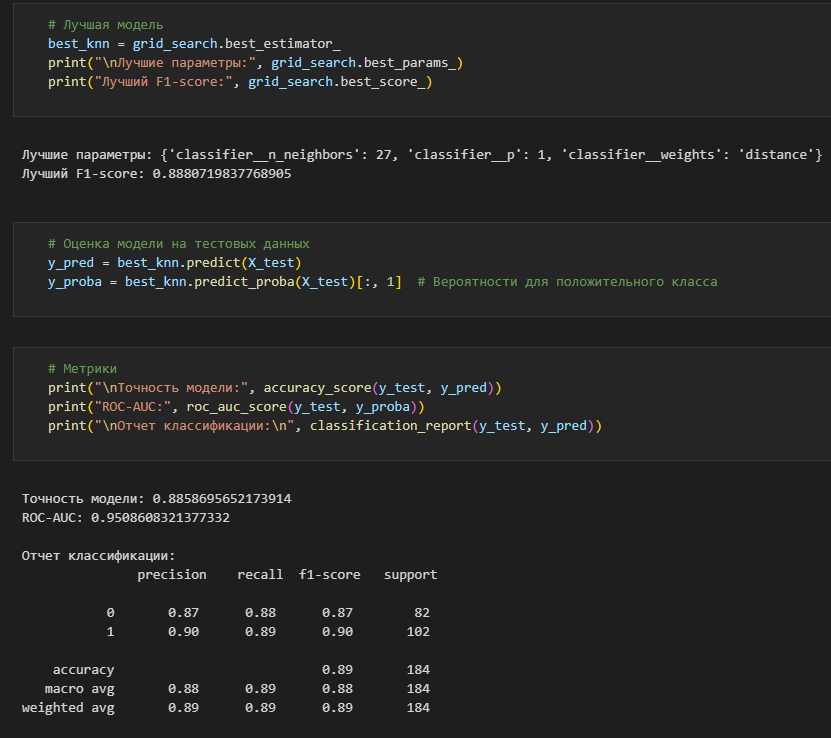 # Лучшая модель
best_knn = grid_search.best_estimator_
print("\nЛучшие параметры:", grid_search.best_params_)
print("Лучший F1-score:", grid_search.best_score_)
Лучшие параметры: {'classifier__n_neighbors': 27, 'classifier__p': 1, 'classifier__weights': 'distance'}
Лучший F1-score: 0.8880719837768905
# Оценка модели на тестовых данных
y_pred = best_knn.predict(X_test)
y_proba = best_knn.predict_proba(X_test)[:, 1]  # Вероятности для положительного класса
# Метрики
print("\nТочность модели:", accuracy_score(y_test, y_pred))
print("ROC-AUC:", roc_auc_score(y_test, y_proba))
print("\nОтчет классификации:\n", classification_report(y_test, y_pred))
Точность модели: 0.8858695652173914
ROC-AUC: 0.9508608321377332
Отчет классификации:
precision    recall  f1-score   support
0       0.87      0.88      0.87        82
1       0.90      0.89      0.90       102
accuracy                           0.89       184
macro avg       0.88      0.89      0.88       184
weighted avg       0.89      0.89      0.89       184